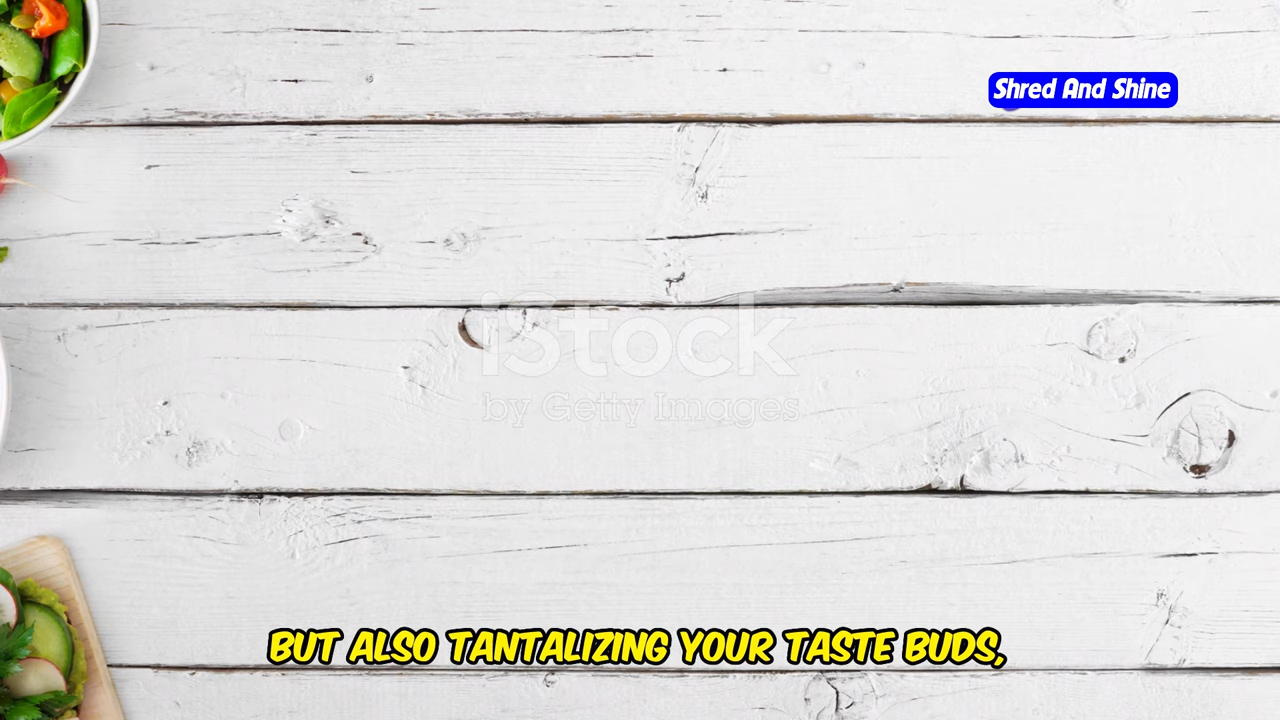 Shred And Shine
iStock
by Getty Images
BUT ALSO TANTALIZING YOUR TASTE BUDS,